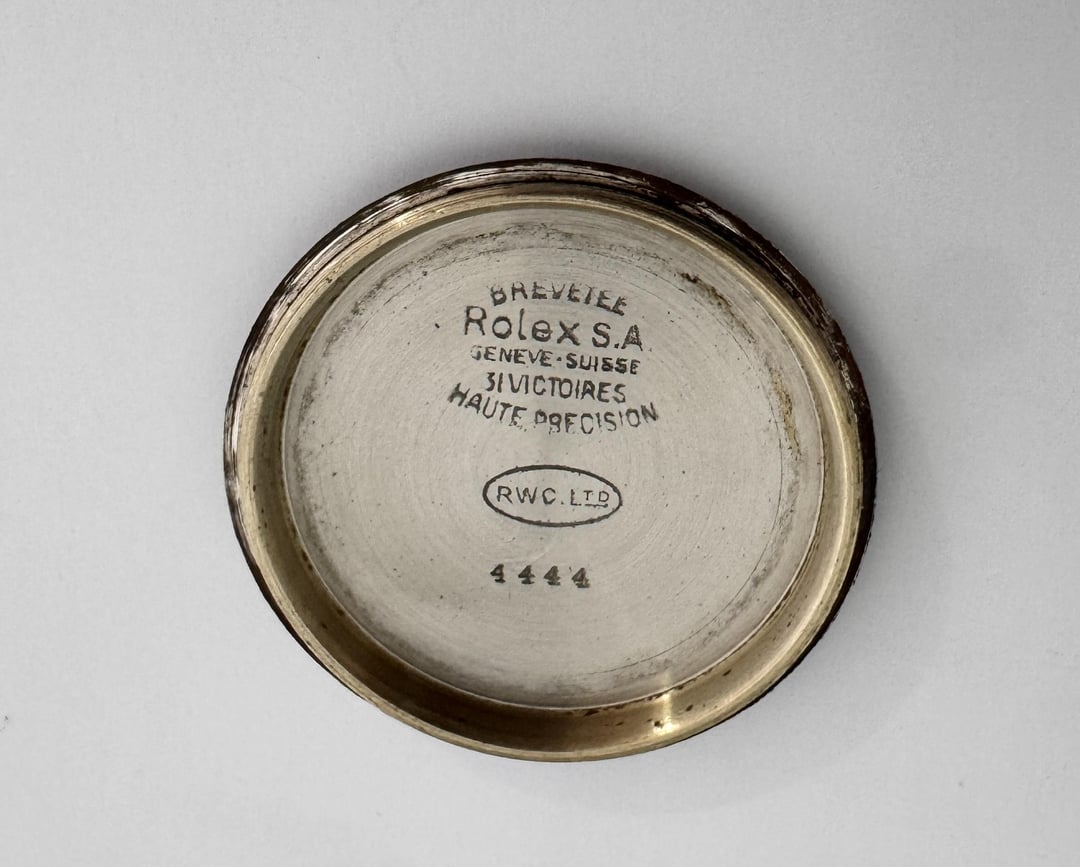 BREVETEE
Rolex S.A.
GENEVE·SUISSE
31 VICTOIRES
HAUTE PRECISION
RWC. LTD
4444